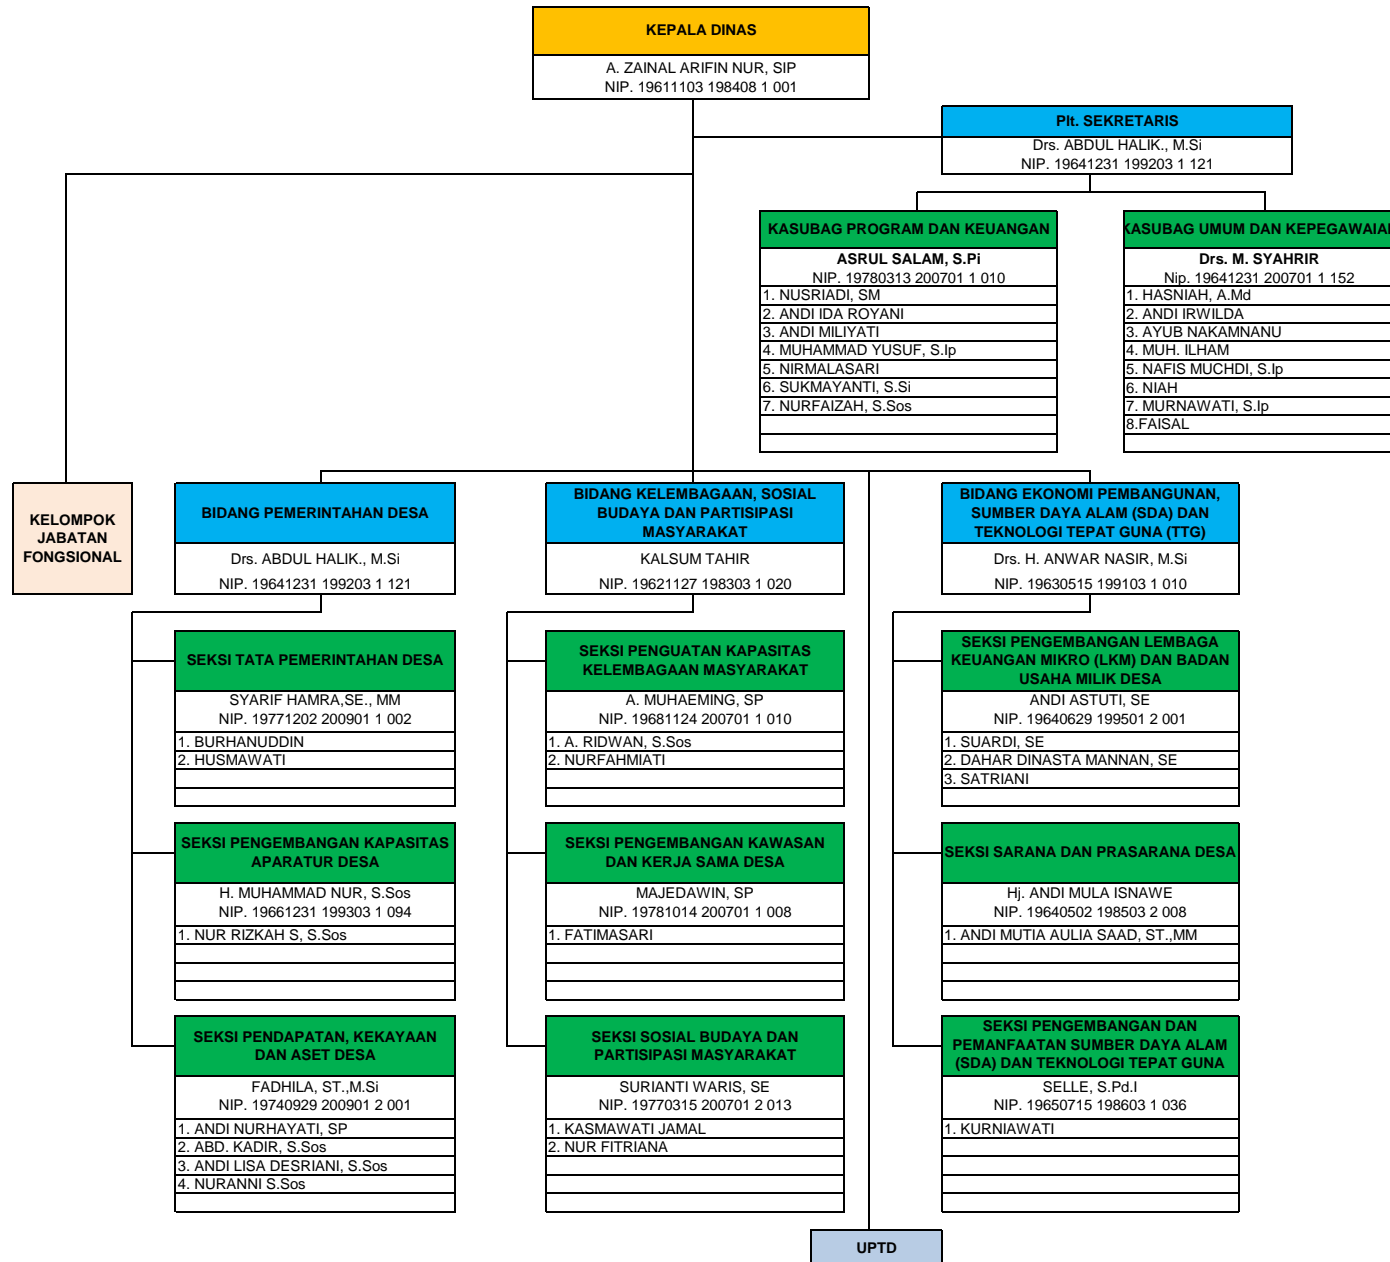 KEPALA DINAS
A. ZAINAL ARIFIN NUR, SIP
NIP. 19611103 198408 1 001
Plt. SEKRETARIS
Drs. ABDUL HALIK., M.Si
NIP. 19641231 199203 1 121
KASUBAG PROGRAM DAN KEUANGAN
ASRUL SALAM, S.Pi
NIP. 19780313 200701 1 010
1. NUSRIADI, SM
2. ANDI IDA ROYANI
3. ANDI MILIYATI
4. MUHAMMAD YUSUF, S.Ip
5. NIRMALASARI
6. SUKMAYANTI, S.Si
7. NURFAIZAH, S.Sos
KASUBAG UMUM DAN KEPEGAWAIAN
Drs. M. SYAHRIR
Nip. 19641231 200701 1 152
1. HASNIAH, A.Md
2. ANDI IRWILDA
3. AYUB NAKAMNANU
4. MUH. ILHAM
5. NAFIS MUCHDI, S.Ip
6. NIAH
7. MURNAWATI, S.Ip
8.FAISAL
KELOMPOK
JABATAN
FONGSIONAL
BIDANG PEMERINTAHAN DESA
Drs. ABDUL HALIK., M.Si
NIP. 19641231 199203 1 121
SEKSI TATA PEMERINTAHAN DESA
SYARIF HAMRA,SE., MM
NIP. 19771202 200901 1 002
1. BURHANUDDIN
2. HUSMAWATI
SEKSI PENGEMBANGAN KAPASITAS
APARATUR DESA
H. MUHAMMAD NUR, S.Sos
NIP. 19661231 199303 1 094
1. NUR RIZKAH S, S.Sos
SEKSI PENDAPATAN, KEKAYAAN
DAN ASET DESA
FADHILA, ST.,M.Si
NIP. 19740929 200901 2 001
1. ANDI NURHAYATI, SP
2. ABD. KADIR, S.Sos
3. ANDI LISA DESRIANI, S.Sos
4. NURANNI S.Sos
BIDANG KELEMBAGAAN, SOSIAL
BUDAYA DAN PARTISIPASI
MASYARAKAT
KALSUM TAHIR
NIP. 19621127 198303 1 020
SEKSI PENGUATAN KAPASITAS
KELEMBAGAAN MASYARAKAT
A. MUHAEMING, SP
NIP. 19681124 200701 1 010
1. A. RIDWAN, S.Sos
2. NURFAHMIATI
SEKSI PENGEMBANGAN KAWASAN
DAN KERJA SAMA DESA
MAJEDAWIN, SP
NIP. 19781014 200701 1 008
1. FATIMASARI
SEKSI SOSIAL BUDAYA DAN
PARTISIPASI MASYARAKAT
SURIANTI WARIS, SE
NIP. 19770315 200701 2 013
1. KASMAWATI JAMAL
2. NUR FITRIANA
BIDANG EKONOMI PEMBANGUNAN,
SUMBER DAYA ALAM (SDA) DAN
TEKNOLOGI TEPAT GUNA (TTG)
Drs. H. ANWAR NASIR, M.Si
NIP. 19630515 199103 1 010
SEKSI PENGEMBANGAN LEMBAGA
KEUANGAN MIKRO (LKM) DAN BADAN
USAHA MILIK DESA
ANDI ASTUTI, SE
NIP. 19640629 199501 2 001
1. SUARDI, SE
2. DAHAR DINASTA MANNAN, SE
3. SATRIANI
SEKSI SARANA DAN PRASARANA DESA
Hj. ANDI MULA ISNAWE
NIP. 19640502 198503 2 008
1. ANDI MUTIA AULIA SAAD, ST.,MM
SEKSI PENGEMBANGAN DAN
PEMANFAATAN SUMBER DAYA ALAM
(SDA) DAN TEKNOLOGI TEPAT GUNA
SELLE, S.Pd.I
NIP. 19650715 198603 1 036
1. KURNIAWATI
UPTD